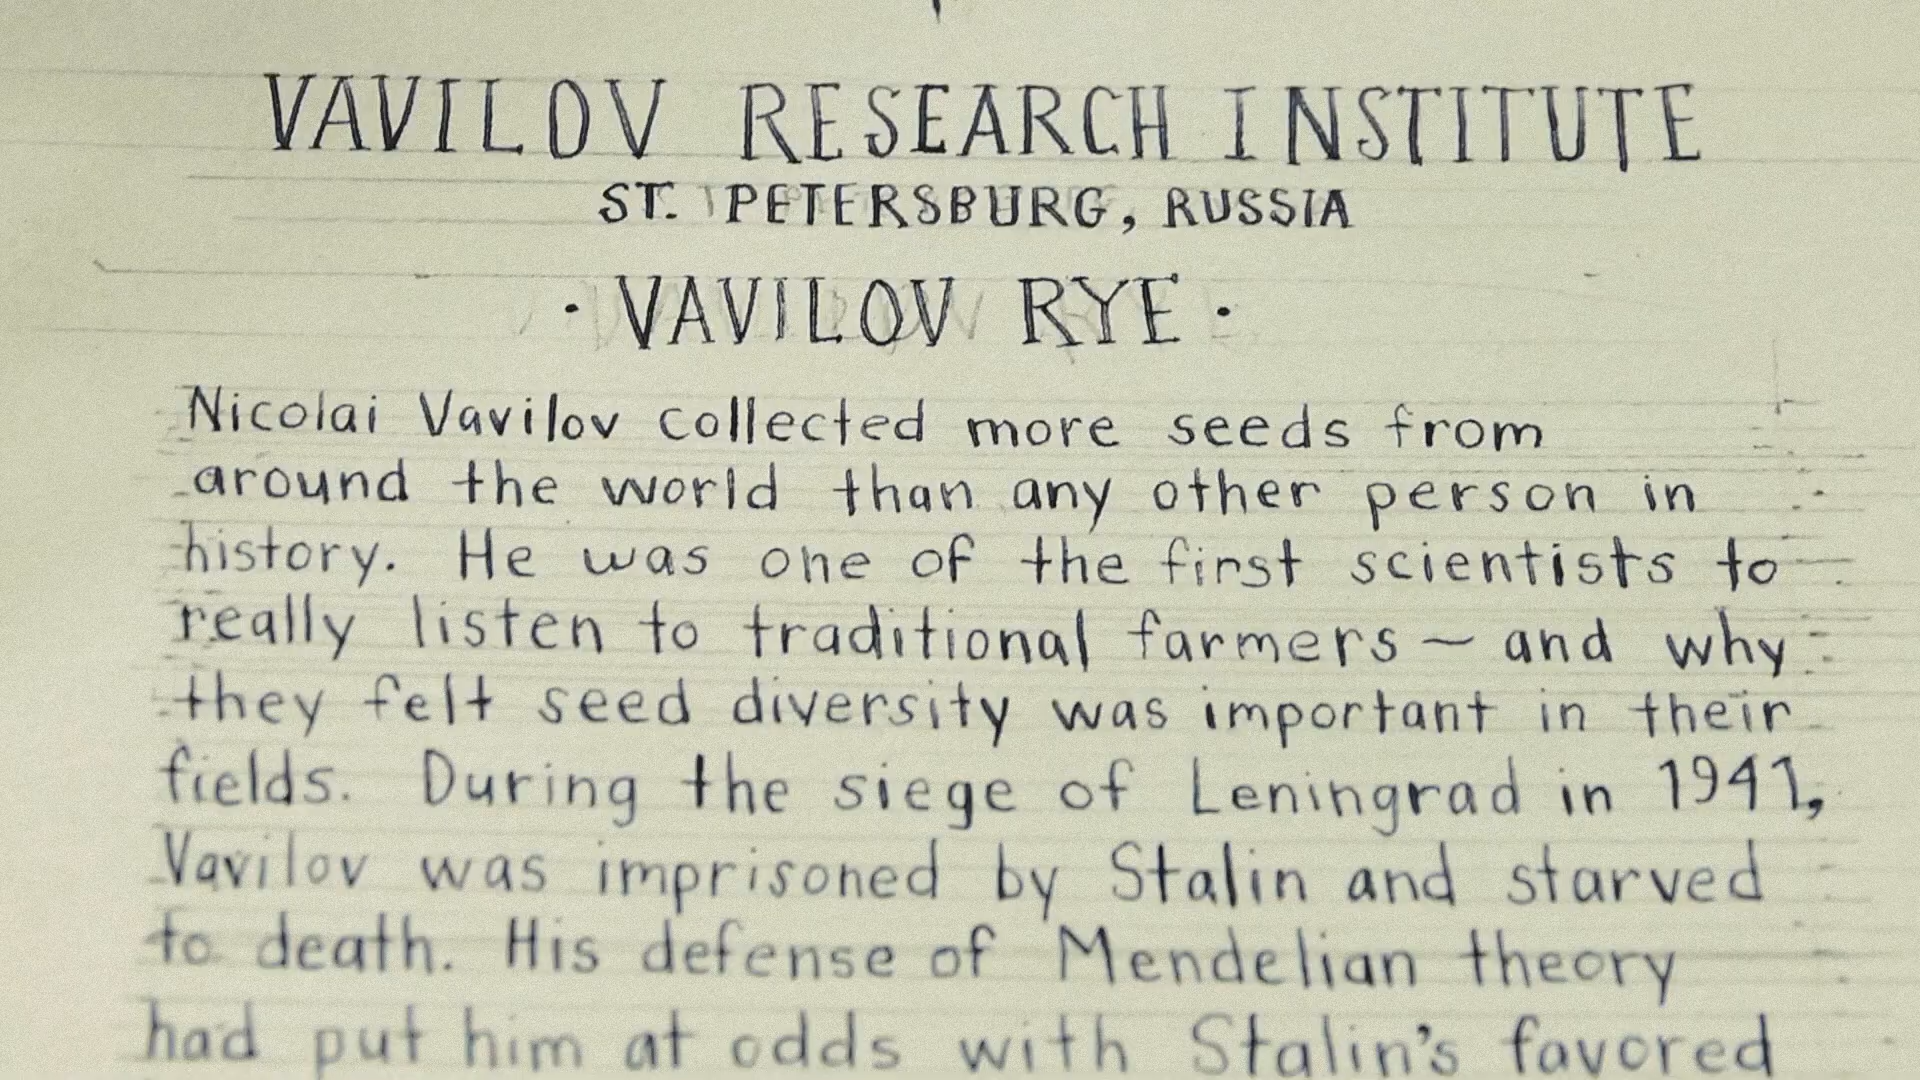 VAVILOV RESEARCH INSTITUTE
ST. PETERSBURG, RUSSIA
· VAVILOV RYE ·
Nicolai Vavilov collected more seeds from
around the world than any other person in
history. He was one of the first scientists to
really listen to traditional farmers — and why
they felt seed diversity was important in their
fields. During the siege of Leningrad in 1941,
Vavilov was imprisoned by Stalin and starved
to death. His defense of Mendelian theory
had put him at odds with Stalin's favored